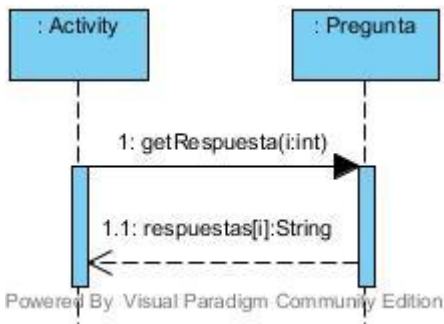 : Activity
: Pregunta
1: getRespuesta(i:int)
1.1: respuestas[i]:String
Powered By Visual Paradigm Community Edition